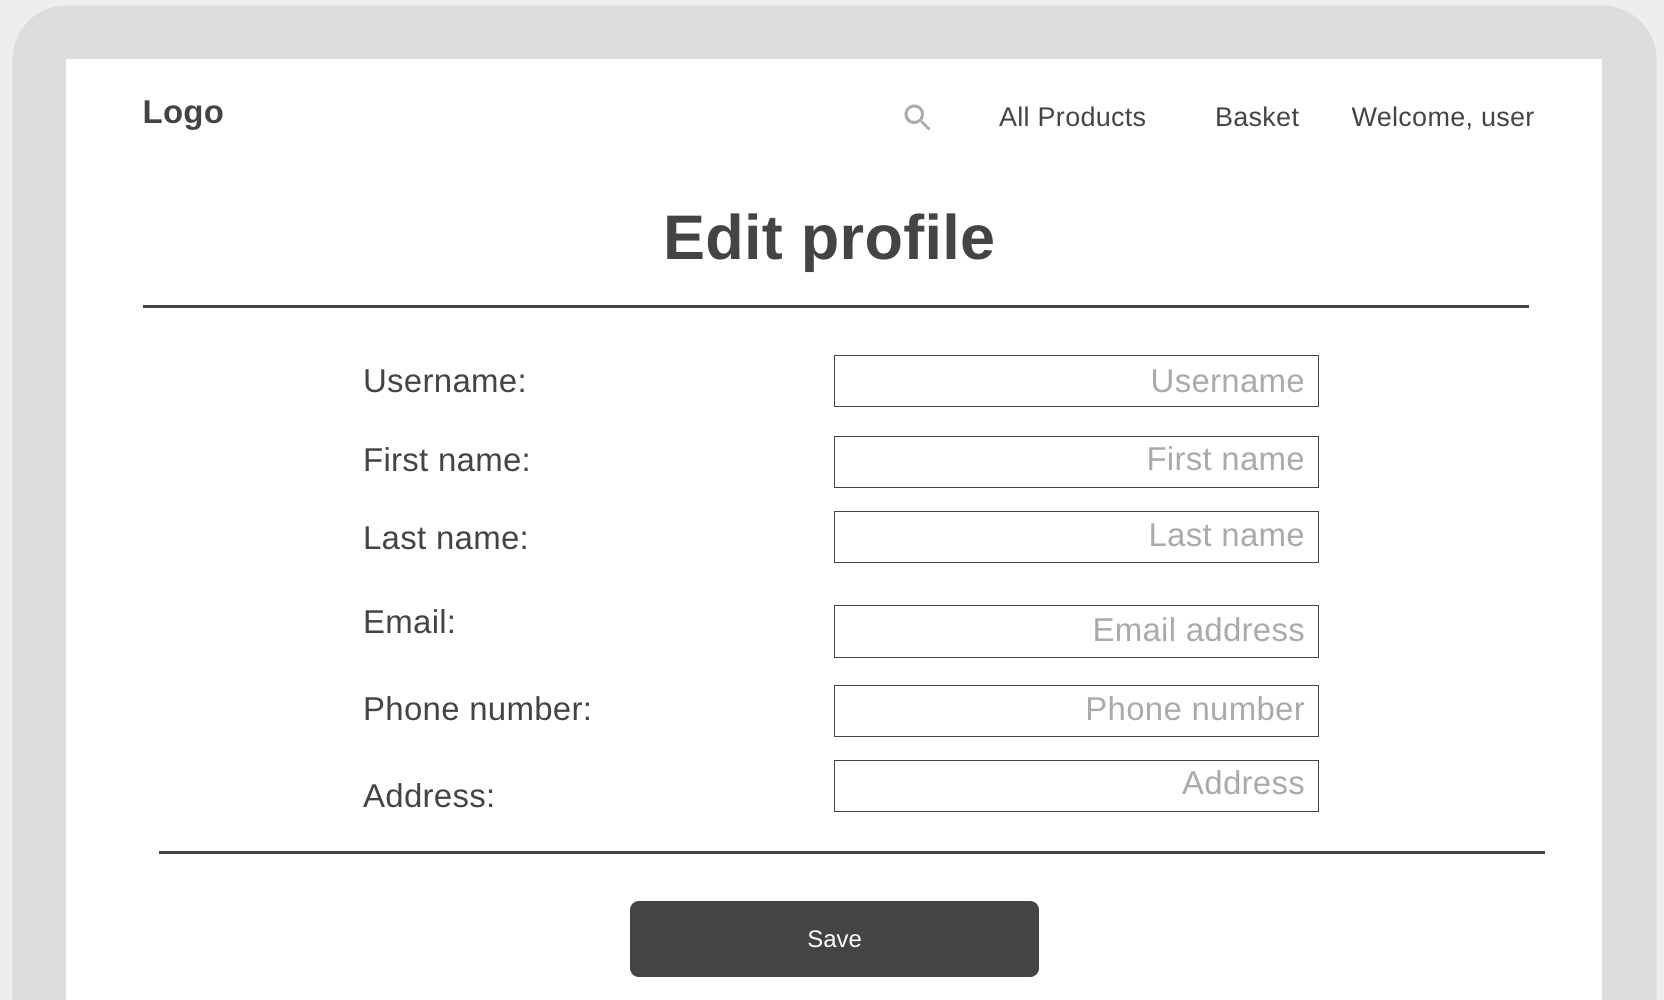 Logo
All Products Basket Welcome, user
Edit profile
Username: Username
First name: First name
Last name: Last name
Email: Email address
Phone number: Phone number
Address: Address
Save